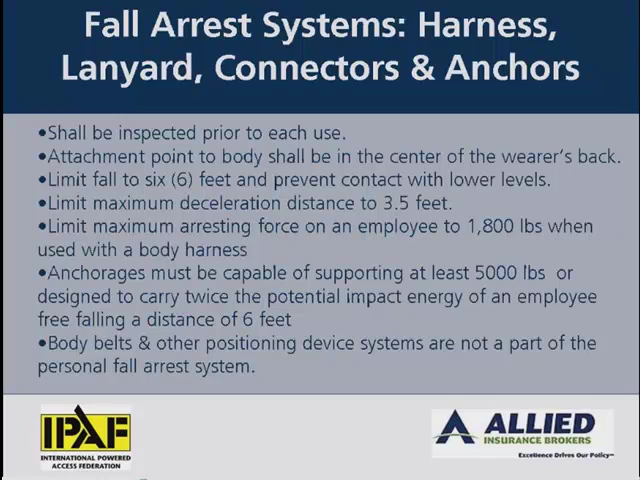 Fall Arrest Systems: Harness,
Lanyard, Connectors & Anchors
•Shall be inspected prior to each use.
•Attachment point to body shall be in the center of the wearer's back.
•Limit fall to six (6) feet and prevent contact with lower levels.
•Limit maximum deceleration distance to 3.5 feet.
•Limit maximum arresting force on an employee to 1,800 lbs when
used with a body harness
•Anchorages must be capable of supporting at least 5000 lbs or
designed to carry twice the potential impact energy of an employee
free falling a distance of 6 feet
•Body belts & other positioning device systems are not a part of the
personal fall arrest system.
IPAF
INTERNATIONAL POWERED
ACCESS FEDERATION
ALLIED
INSURANCE BROKERS
Excellence Drives Our Policy™